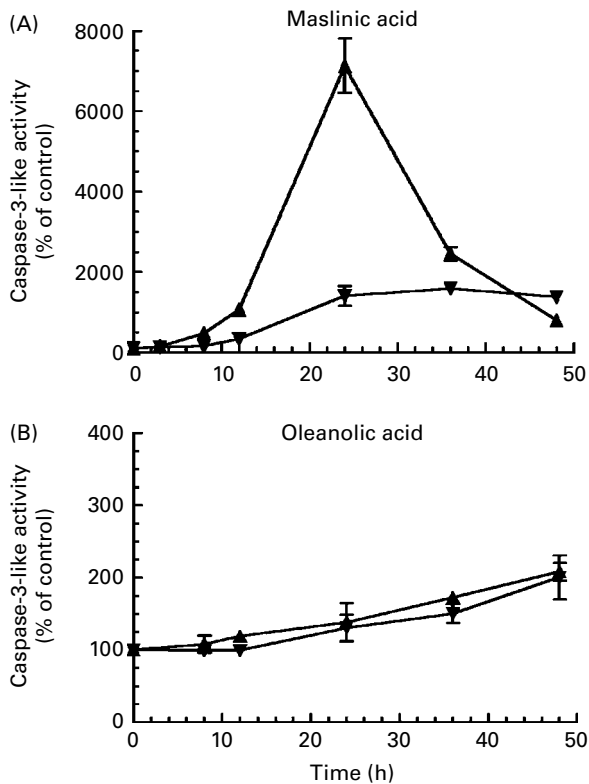 (A)
Maslinic acid
Caspase-3-like activity
(% of control)
8000
6000
4000
2000
0
0 10 20 30 40 50
(B)
Oleanolic acid
Caspase-3-like activity
(% of control)
400
300
200
100
0
0 10 20 30 40 50
Time (h)